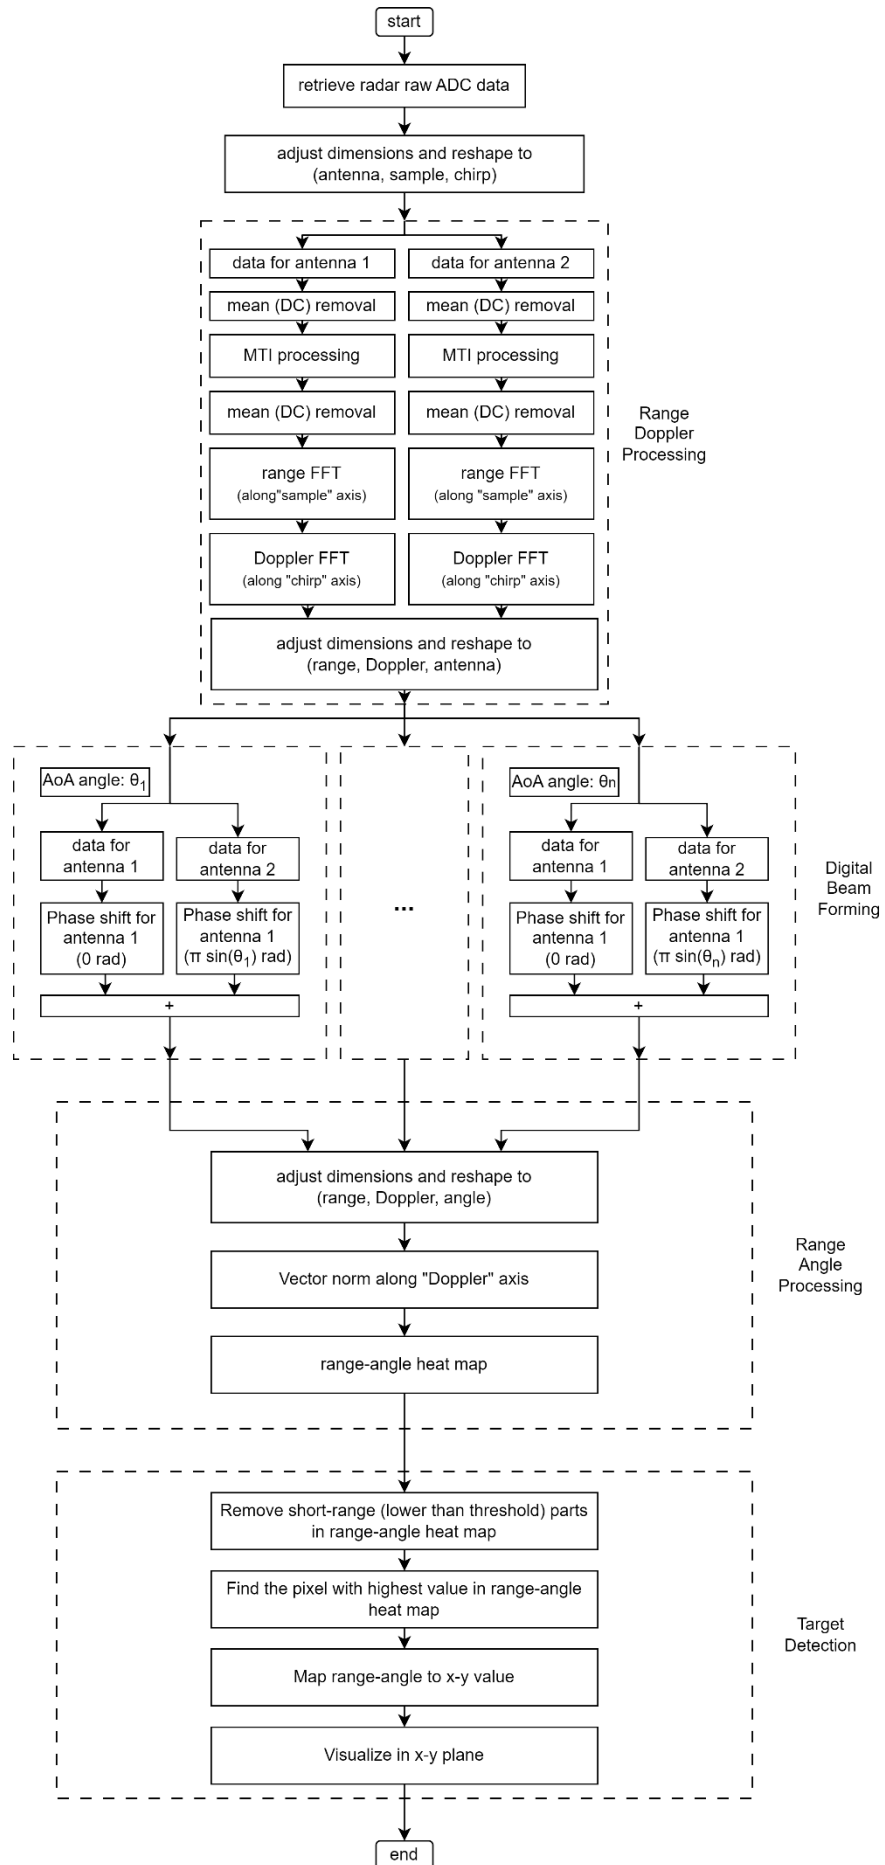 start
retrieve radar raw ADC data
adjust dimensions and reshape to
(antenna, sample, chirp)
data for antenna 1
data for antenna 2
mean (DC) removal
mean (DC) removal
MTI processing
MTI processing
mean (DC) removal
mean (DC) removal
Range
Doppler
Processing
range FFT
(along"sample" axis)
range FFT
(along "sample" axis)
Doppler FFT
(along "chirp" axis)
Doppler FFT
(along "chirp" axis)
adjust dimensions and reshape to
(range, Doppler, antenna)
AoA angle: θ1
data for
antenna 1
data for
antenna 2
Phase shift for
antenna 1
(0 rad)
Phase shift for
antenna 1
(π sin(θ1) rad)
+
...
AoA angle: θn
data for
antenna 1
data for
antenna 2
Phase shift for
antenna 1
(0 rad)
Phase shift for
antenna 1
(π sin(θn) rad)
+
Digital
Beam
Forming
adjust dimensions and reshape to
(range, Doppler, angle)
Vector norm along "Doppler" axis
range-angle heat map
Range
Angle
Processing
Remove short-range (lower than threshold) parts
in range-angle heat map
Find the pixel with highest value in range-angle
heat map
Map range-angle to x-y value
Visualize in x-y plane
Target
Detection
end